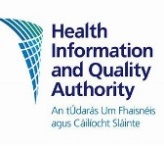 Health
Information
and Quality
Authority
An tÚdarás Um Fhaisnéis
agus Cáilíocht Sláinte